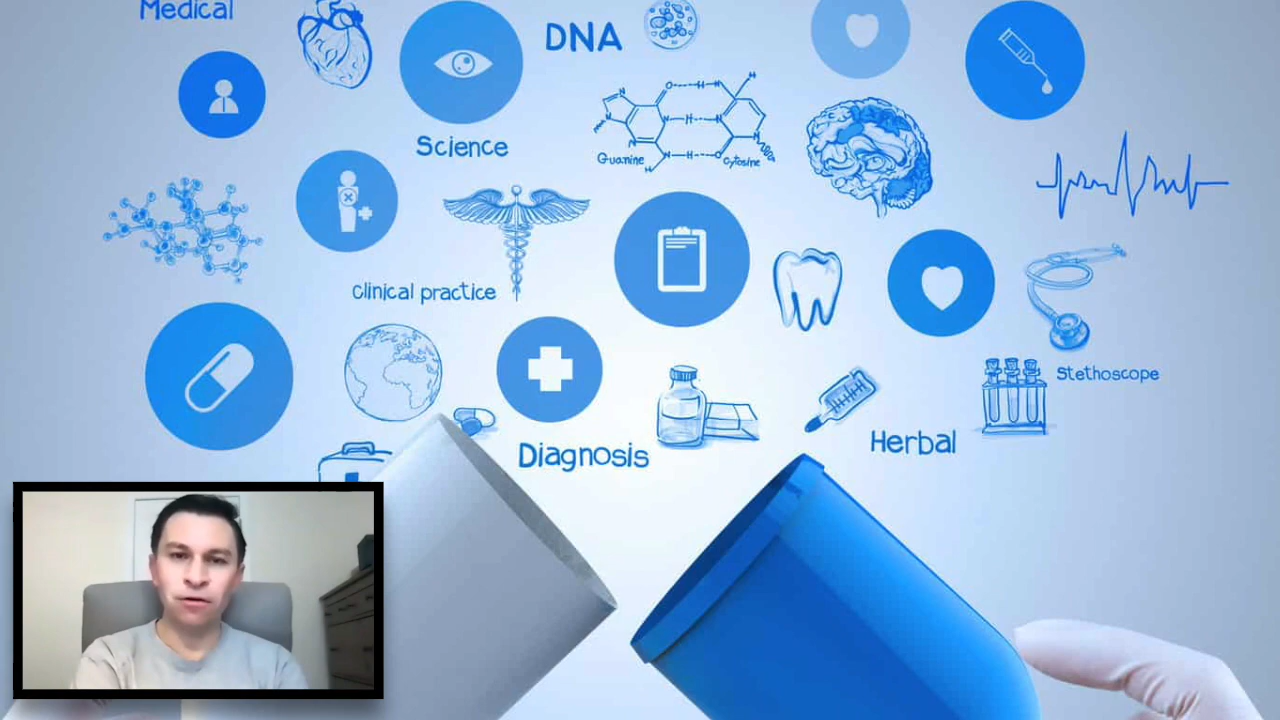 Medical
DNA
Science
Guanine
Cytosine
Clinical practice
Stethoscope
Diagnosis
Herbal